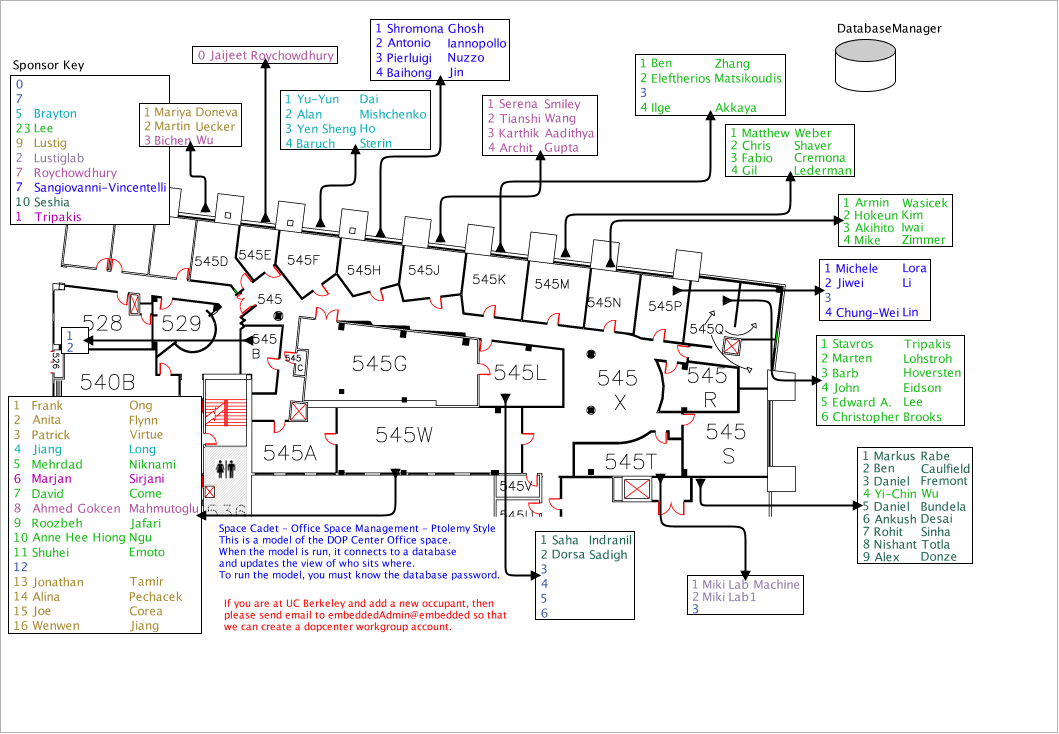 DatabaseManager
Sponsor Key
0
7
5 Brayton
23 Lee
9 Lustig
2 Lustiglab
7 Roychowdhury
7 Sangiovanni-Vincentelli
10 Seshia
1 Tripakis
1 Mariya Doneva
2 Martin Uecker
3 Bichen Wu
0 Jaijeet Roychowdhury
1 Yu-Yun Dai
2 Alan Mishchenko
3 Yen Sheng Ho
4 Baruch Sterin
1 Shromona Ghosh
2 Antonio Iannopollo
3 Pierluigi Nuzzo
4 Baihong Jin
1 Serena Smiley
2 Tianshi Wang
3 Karthik Aadithya
4 Archit Gupta
1 Ben Zhang
2 Eleftherios Matsikoudis
3
4 Ilge Akkaya
1 Matthew Weber
2 Chris Shaver
3 Fabio Cremona
4 Gil Lederman
1 Armin Wasicek
2 Hokeun Kim
3 Akihito Iwai
4 Mike Zimmer
1 Michele Lora
2 Jiwei Li
3
4 Chung-Wei Lin
1 Stavros Tripakis
2 Marten Lohstroh
3 Barb Hoversten
4 John Eidson
5 Edward A. Lee
6 Christopher Brooks
1 Markus Rabe
2 Ben Caulfield
3 Daniel Fremont
4 Yi-Chin Wu
5 Daniel Bundela
6 Ankush Desai
7 Rohit Sinha
8 Nishant Totla
9 Alex Donze
545D
545E
545F
545H
545J
545K
545M
545N
545P
545Q
545
528
529
1
2
545
B
545
C
545G
545L
545
X
545
R
526
540B
545A
545W
545T
545
S
545V
1 Frank Ong
2 Anita Flynn
3 Patrick Virtue
4 Jiang Long
5 Mehrdad Niknami
6 Marjan Sirjani
7 David Come
8 Ahmed Gokcen Mahmutoglu
9 Roozbeh Jafari
10 Anne Hee Hiong Ngu
11 Shuhei Emoto
12
13 Jonathan Tamir
14 Alina Pechacek
15 Joe Corea
16 Wenwen Jiang
Space Cadet - Office Space Management - Ptolemy Style
This is a model of the DOP Center Office space.
When the model is run, it connects to a database
and updates the view of who sits where.
To run the model, you must know the database password.
If you are at UC Berkeley and add a new occupant, then
please send email to embeddedAdmin@embedded so that
we can create a dopcenter workgroup account.
1 Saha Indranil
2 Dorsa Sadigh
3
4
5
6
1 Miki Lab Machine
2 Miki Lab1
3